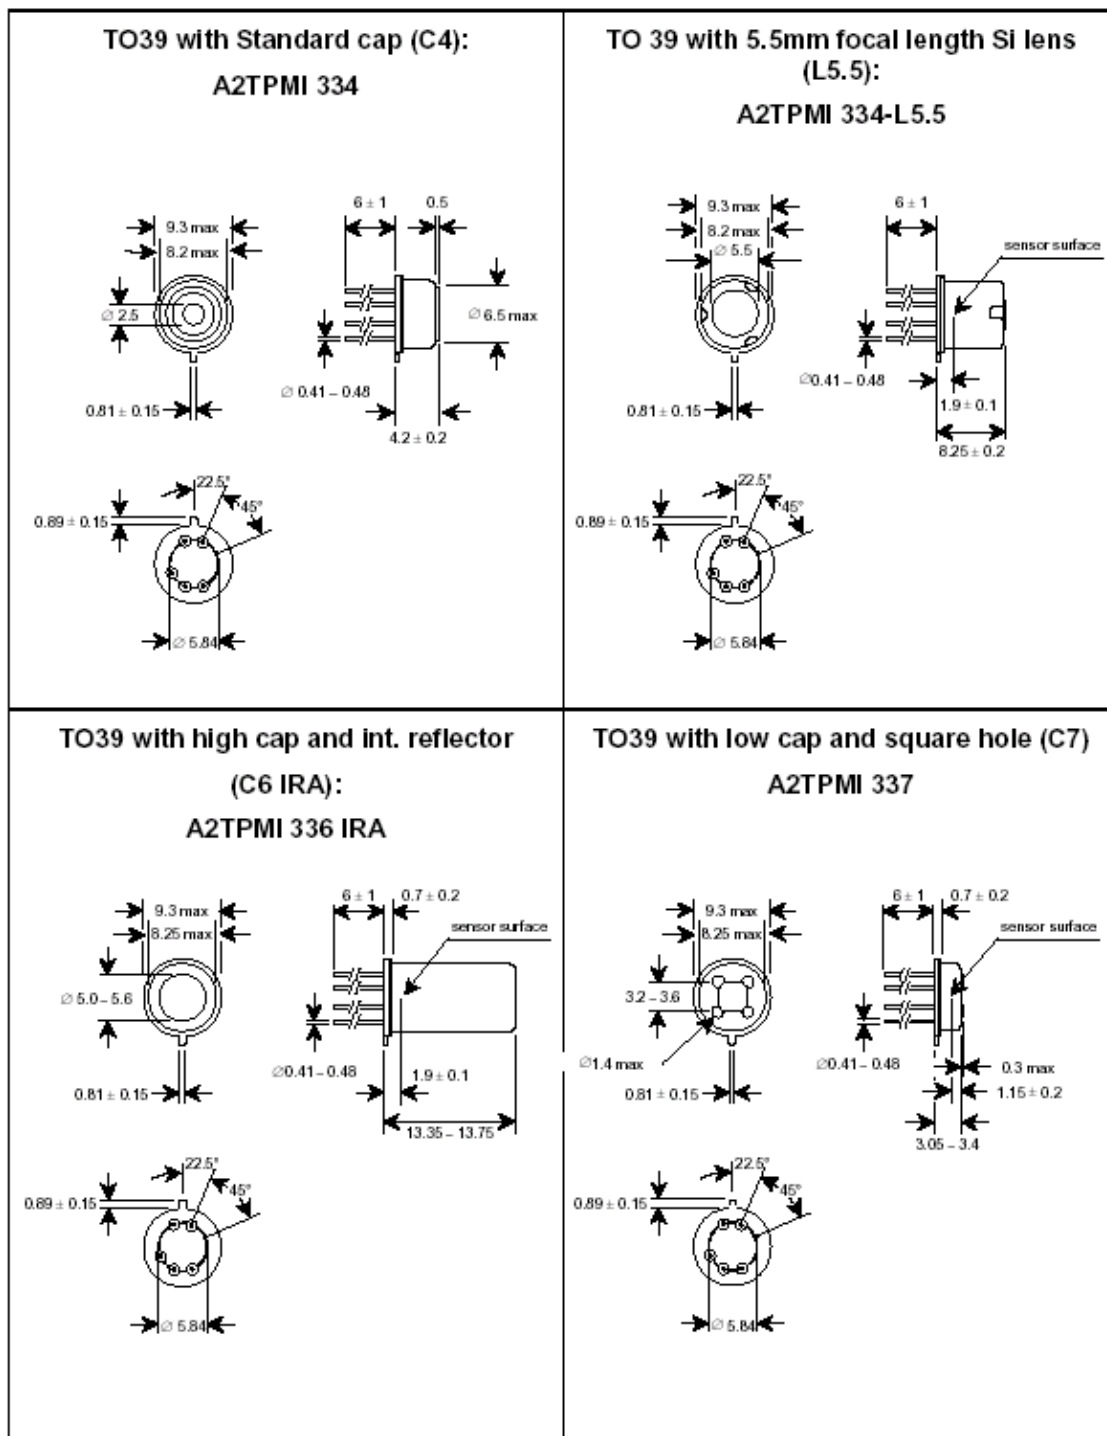 TO39 with Standard cap (C4):
A2TPMI 334
6 ± 1
0.5
9.3 max
8.2 max
∅ 2.5
∅ 6.5 max
∅ 0.41 – 0.48
0.81 ± 0.15
4.2 ± 0.2
22.5°
45°
0.89 ± 0.15
∅ 5.84
TO 39 with 5.5mm focal length Si lens
(L5.5):
A2TPMI 334-L5.5
9.3 max
6 ± 1
8.2 max
∅ 5.5
sensor surface
∅0.41 – 0.48
0.81 ± 0.15
1.9 ± 0.1
8.25 ± 0.2
22.5°
45°
0.89 ± 0.15
∅ 5.84
TO39 with high cap and int. reflector
(C6 IRA):
A2TPMI 336 IRA
6 ± 1
0.7 ± 0.2
9.3 max
8.25 max
sensor surface
∅ 5.0 – 5.6
∅0.41 – 0.48
1.9 ± 0.1
0.81 ± 0.15
13.35 – 13.75
22.5°
45°
0.89 ± 0.15
∅ 5.84
TO39 with low cap and square hole (C7)
A2TPMI 337
6 ± 1
0.7 ± 0.2
9.3 max
8.25 max
sensor surface
3.2 – 3.6
∅1.4 max
∅0.41 – 0.48
0.3 max
0.81 ± 0.15
1.15 ± 0.2
3.05 – 3.4
22.5°
45°
0.89 ± 0.15
∅ 5.84